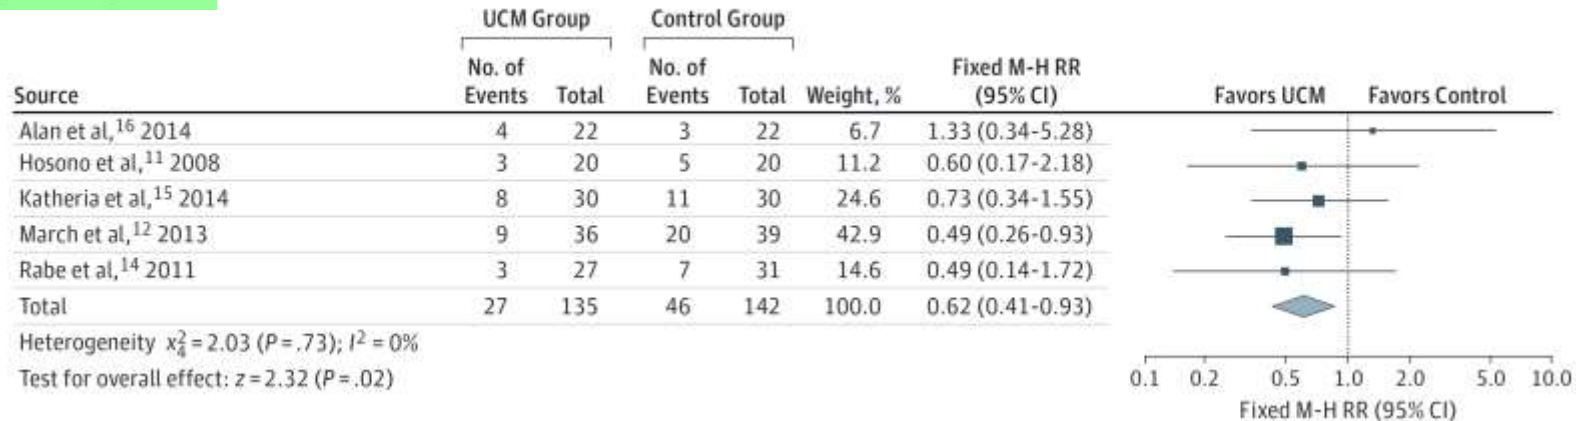 UCM Group Control Group
Source No. of Events Total No. of Events Total Weight, % Fixed M-H RR (95% CI) Favors UCM Favors Control
Alan et al,16 2014 4 22 3 22 6.7 1.33 (0.34-5.28)
Hosono et al,11 2008 3 20 5 20 11.2 0.60 (0.17-2.18)
Katheria et al,15 2014 8 30 11 30 24.6 0.73 (0.34-1.55)
March et al,12 2013 9 36 20 39 42.9 0.49 (0.26-0.93)
Rabe et al,14 2011 3 27 7 31 14.6 0.49 (0.14-1.72)
Total 27 135 46 142 100.0 0.62 (0.41-0.93)
Heterogeneity x²₄ = 2.03 (P = .73); I² = 0%
Test for overall effect: z = 2.32 (P = .02)
0.1 0.2 0.5 1.0 2.0 5.0 10.0
Fixed M-H RR (95% CI)